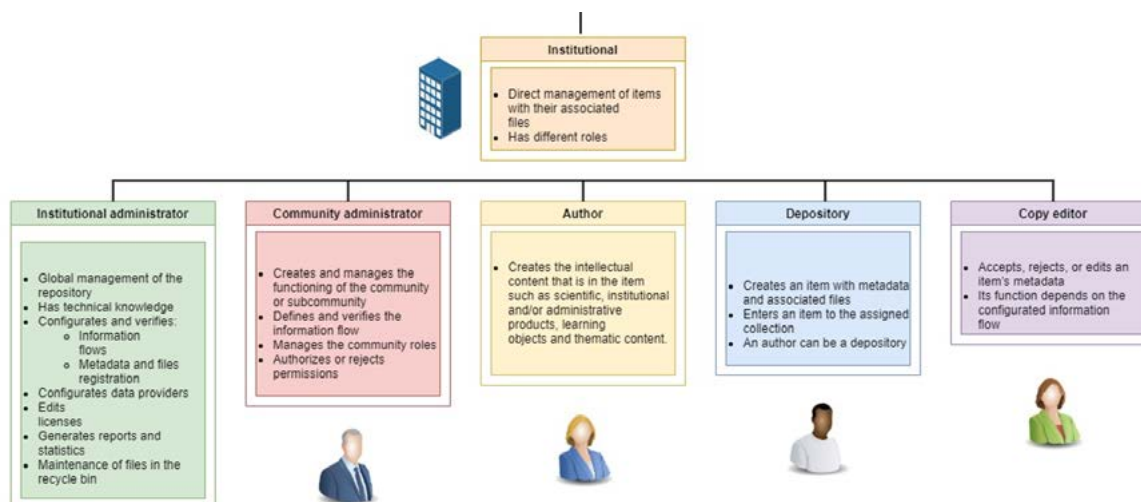 Institutional
Direct management of items
with their associated
files
Has different roles
Institutional administrator
Global management of the
repository
Has technical knowledge
Configurates and verifies:
Information
flows
Metadata and files
registration
Configurates data providers
Edits
licenses
Generates reports and
statistics
Maintenance of files in the
recycle bin
Community administrator
Creates and manages the
functioning of the community
or subcommunity
Defines and verifies the
information flow
Manages the community roles
Authorizes or rejects
permissions
Author
Creates the intellectual
content that is in the item
such as scientific, institutional
and/or administrative
products, learning
objects and thematic content.
Depository
Creates an item with metadata
and associated files
Enters an item to the assigned
collection
An author can be a depository
Copy editor
Accepts, rejects, or edits an
item's metadata
Its function depends on the
configurated information
flow